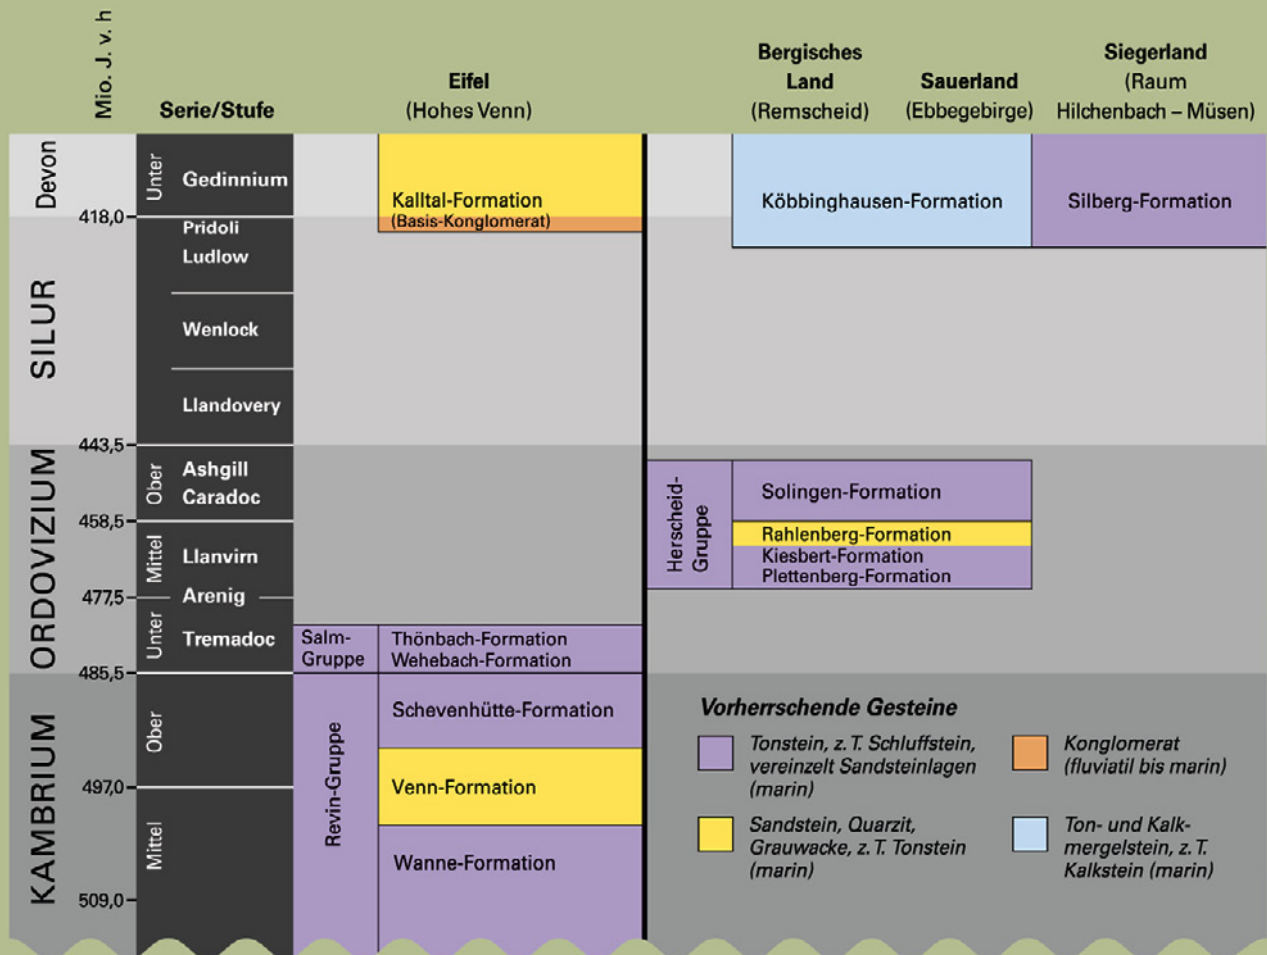 Mio. J. v. h
Serie/Stufe
Eifel
(Hohes Venn)
Bergisches
Land
(Remscheid)
Sauerland
(Ebbegebirge)
Siegerland
(Raum
Hilchenbach – Müsen)
Devon
Unter
Gedinnium
Kalltal-Formation
(Basis-Konglomerat)
Köbbinghausen-Formation
Silberg-Formation
418,0
SILUR
Pridoli
Ludlow
Wenlock
Llandovery
443,5
ORDOVIZIUM
Ober
Ashgill
Caradoc
458,5
Mittel
Llanvirn
477,5
Arenig
Unter
Tremadoc
485,5
Herscheid-
Gruppe
Solingen-Formation
Rahlenberg-Formation
Kiesbert-Formation
Plettenberg-Formation
Salm-
Gruppe
Thönbach-Formation
Wehebach-Formation
KAMBRIUM
Ober
497,0
Mittel
509,0
Revin-Gruppe
Schevenhütte-Formation
Venn-Formation
Wanne-Formation
Vorherrschende Gesteine
Tonstein, z. T. Schluffstein,
vereinzelt Sandsteinlagen
(marin)
Sandstein, Quarzit,
Grauwacke, z. T. Tonstein
(marin)
Konglomerat
(fluviatil bis marin)
Ton- und Kalk-
mergelstein, z. T.
Kalkstein (marin)